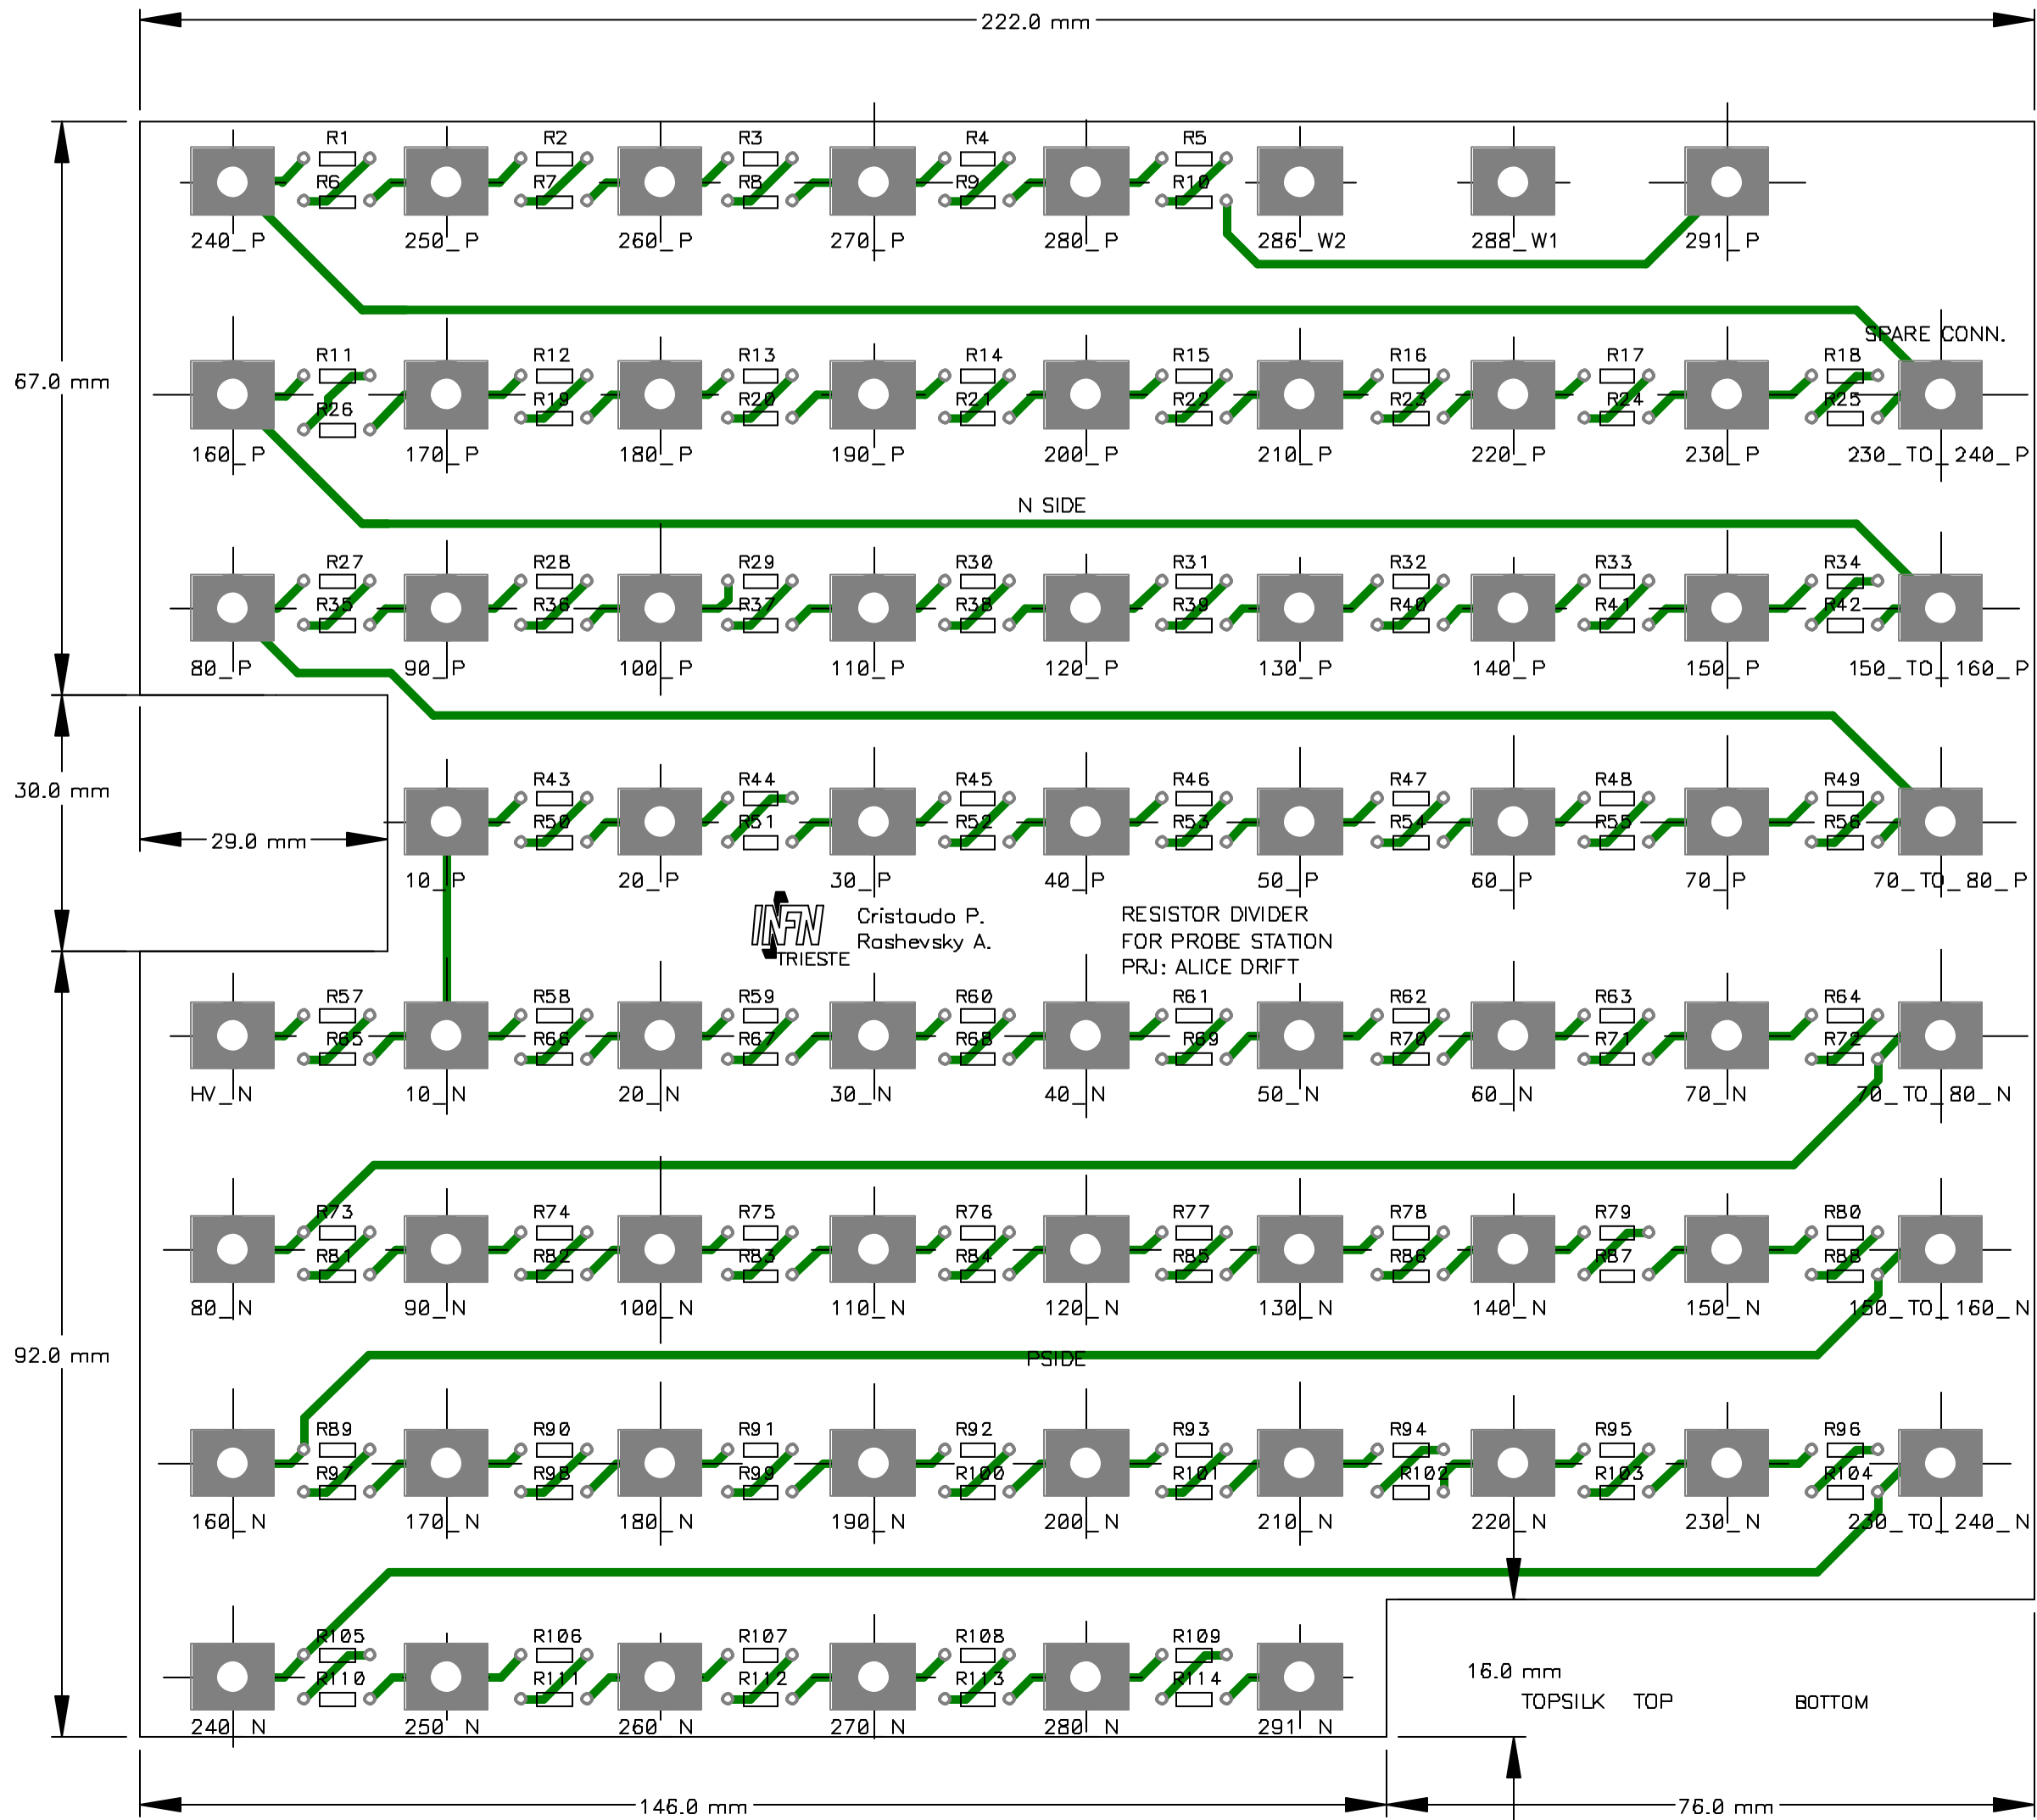 222.0 mm
R1 R2 R3 R4 R5
R6 R7 R8 R9 R10
240_P 250_P 260_P 270_P 280_P 286_W2 288_W1 291_P
SPARE CONN.
R11 R12 R13 R14 R15 R16 R17 R18
67.0 mm
R26 R19 R20 R21 R22 R23 R24 R25
160_P 170_P 180_P 190_P 200_P 210_P 220_P 230_P 230_TO_240_P
N SIDE
R27 R28 R29 R30 R31 R32 R33 R34
R35 R36 R37 R38 R39 R40 R41 R42
80_P 90_P 100_P 110_P 120_P 130_P 140_P 150_P 150_TO_160_P
R43 R44 R45 R46 R47 R48 R49
30.0 mm
R50 R51 R52 R53 R54 R55 R56
29.0 mm
10_P 20_P 30_P 40_P 50_P 60_P 70_P 70_TO_80_P
INFN
TRIESTE
Cristaudo P.
Rashevsky A.
RESISTOR DIVIDER
FOR PROBE STATION
PRJ: ALICE DRIFT
R57 R58 R59 R60 R61 R62 R63 R64
R65 R66 R67 R68 R69 R70 R71 R72
HV_N 10_N 20_N 30_N 40_N 50_N 60_N 70_N 70_TO_80_N
R73 R74 R75 R76 R77 R78 R79 R80
R81 R82 R83 R84 R85 R86 R87 R88
80_N 90_N 100_N 110_N 120_N 130_N 140_N 150_N 150_TO_160_N
92.0 mm
PSIDE
R89 R90 R91 R92 R93 R94 R95 R96
R97 R98 R99 R100 R101 R102 R103 R104
160_N 170_N 180_N 190_N 200_N 210_N 220_N 230_N 230_TO_240_N
R105 R106 R107 R108 R109
R110 R111 R112 R113 R114
240_N 250_N 260_N 270_N 280_N 291_N
16.0 mm
TOPSILK TOP BOTTOM
146.0 mm
76.0 mm